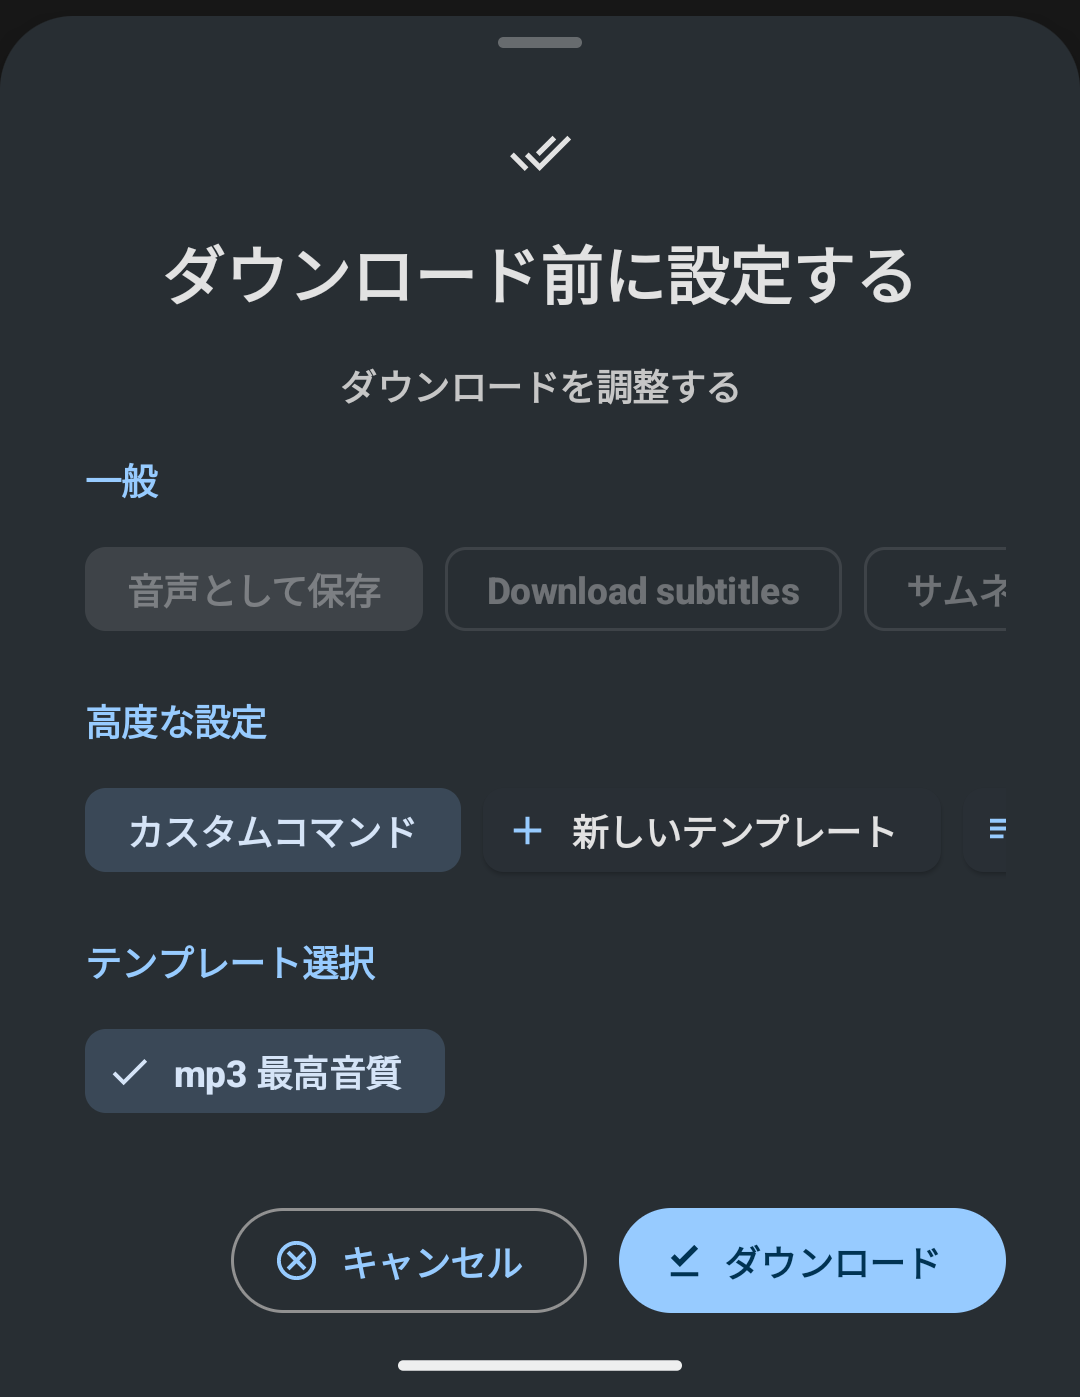 ダウンロード前に設定する
ダウンロードを調整する
一般
音声として保存 Download subtitles サムネ
高度な設定
カスタムコマンド 新しいテンプレート
テンプレート選択
mp3 最高音質
キャンセル ダウンロード